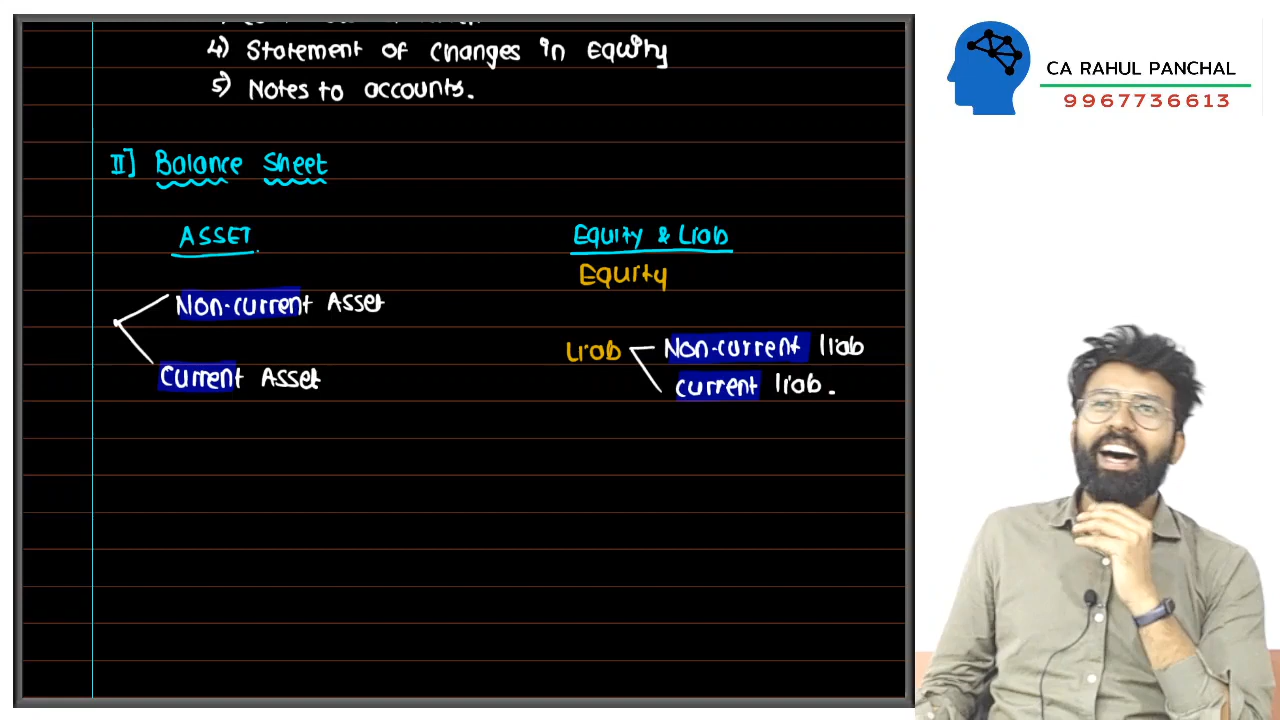 4) Statement of Changes in Equity
5) Notes to accounts.
II] Balance Sheet
ASSET
Equity & Liab
Equity
Non-current Asset
Current Asset
Liab
Non-current liab
current liab.
CA RAHUL PANCHAL
9967736613